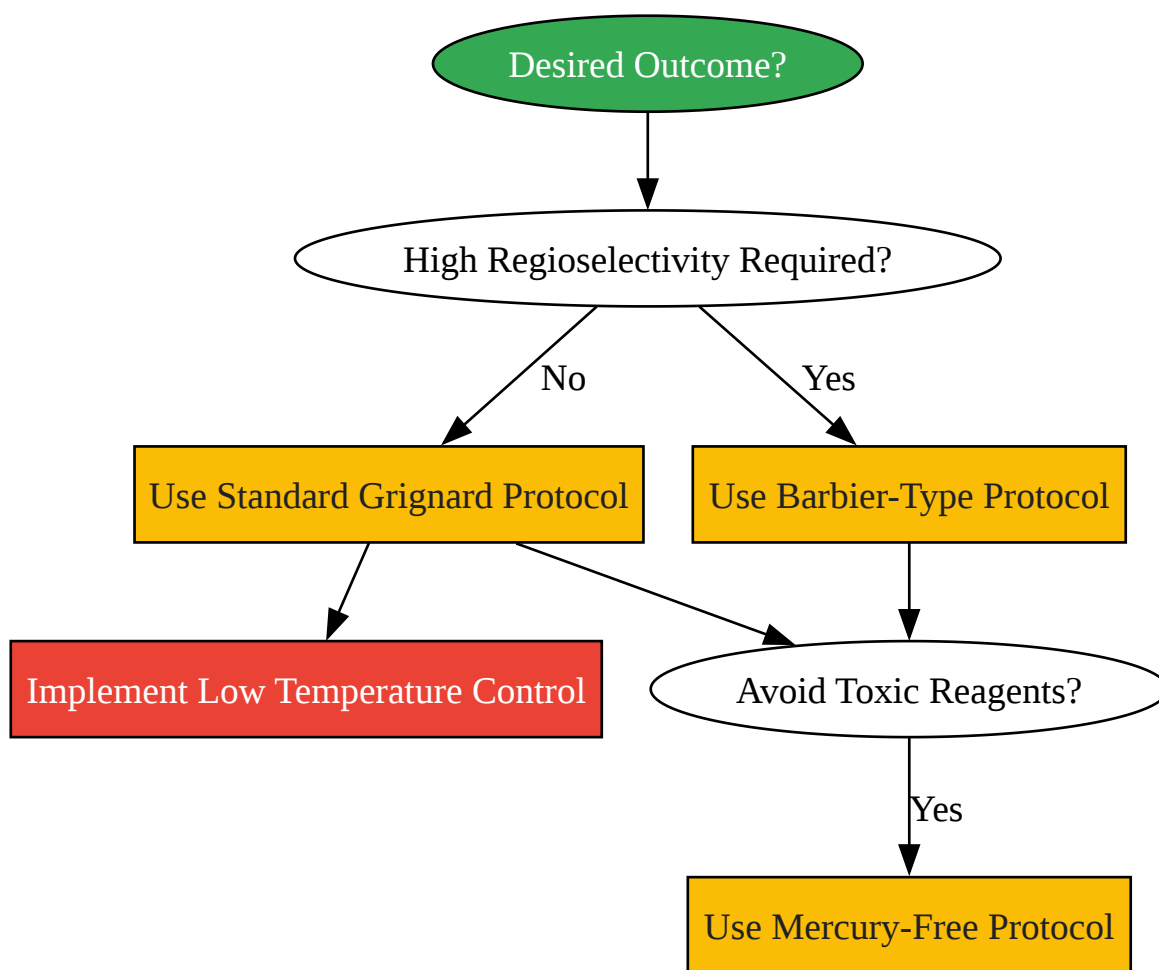 Desired Outcome?
High Regioselectivity Required?
No
Yes
Use Standard Grignard Protocol
Use Barbier-Type Protocol
Implement Low Temperature Control
Avoid Toxic Reagents?
Yes
Use Mercury-Free Protocol